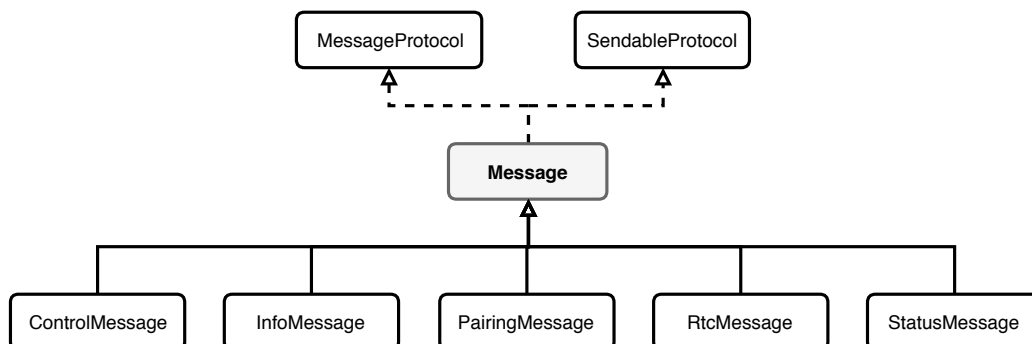 MessageProtocol
SendableProtocol
Message
ControlMessage
InfoMessage
PairingMessage
RtcMessage
StatusMessage